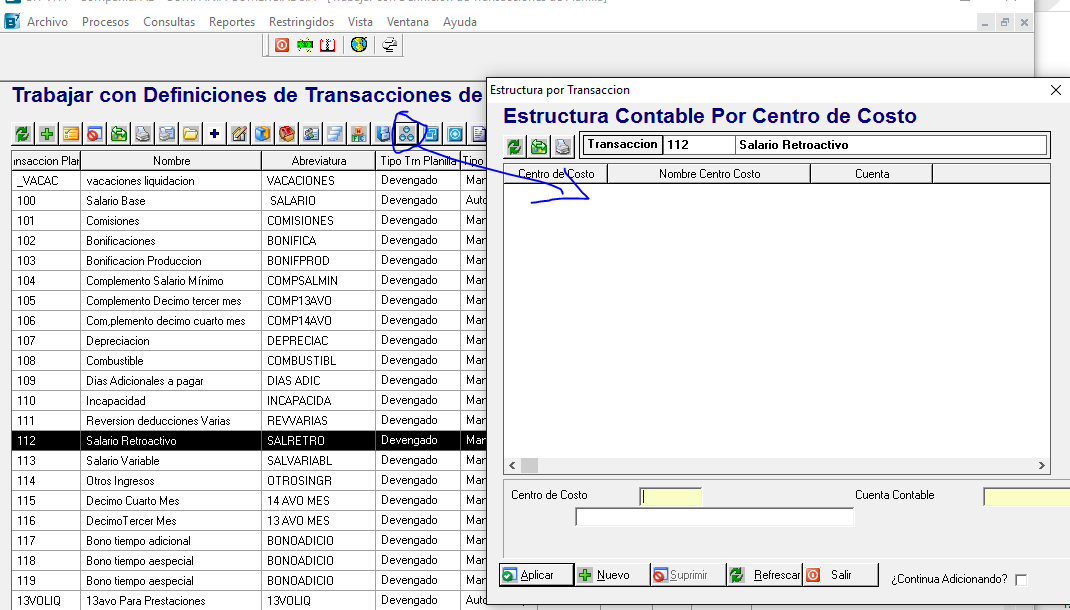 Archivo Procesos Consultas Reportes Restringidos Vista Ventana Ayuda
Trabajar con Definiciones de Transacciones de
nsaccion Plar Nombre Abreviatura Tipo Trn Planilla Tipo
_VACAC vacaciones liquidacion VACACIONES Devengado Mar
100 Salario Base SALARIO Devengado Auto
101 Comisiones COMISIONES Devengado Mar
102 Bonificaciones BONIFICA Devengado Mar
103 Bonificacion Produccion BONIFPROD Devengado Mar
104 Complemento Salario Mínimo COMPSALMIN Devengado Mar
105 Complemento Decimo tercer mes COMP13AVO Devengado Mar
106 Com,plemento decimo cuarto mes COMP14AVO Devengado Mar
107 Depreciacion DEPRECIAC Devengado Mar
108 Combustible COMBUSTIBL Devengado Mar
109 Dias Adicionales a pagar DIAS ADIC Devengado Mar
110 Incapacidad INCAPACIDA Devengado Mar
111 Reversion deducciones Varias REVVARIAS Devengado Mar
112 Salario Retroactivo SALRETRO Devengado Mar
113 Salario Variable SALVARIABL Devengado Mar
114 Otros Ingresos OTROSINGR Devengado Mar
115 Decimo Cuarto Mes 14 AVO MES Devengado Mar
116 DecimoTercer Mes 13 AVO MES Devengado Mar
117 Bono tiempo adicional BONOADICIO Devengado Mar
118 Bono tiempo aespecial BONOADICIO Devengado Mar
119 Bono tiempo aespecial BONOADICIO Devengado Mar
13VOLIQ 13avo Para Prestaciones 13VOLIQ Devengado Auto
Estructura por Transaccion
Estructura Contable Por Centro de Costo
Transaccion 112 Salario Retroactivo
Centro de Costo Nombre Centro Costo Cuenta
Centro de Costo Cuenta Contable
Aplicar Nuevo Suprimir Refrescar Salir ¿Continua Adicionando?